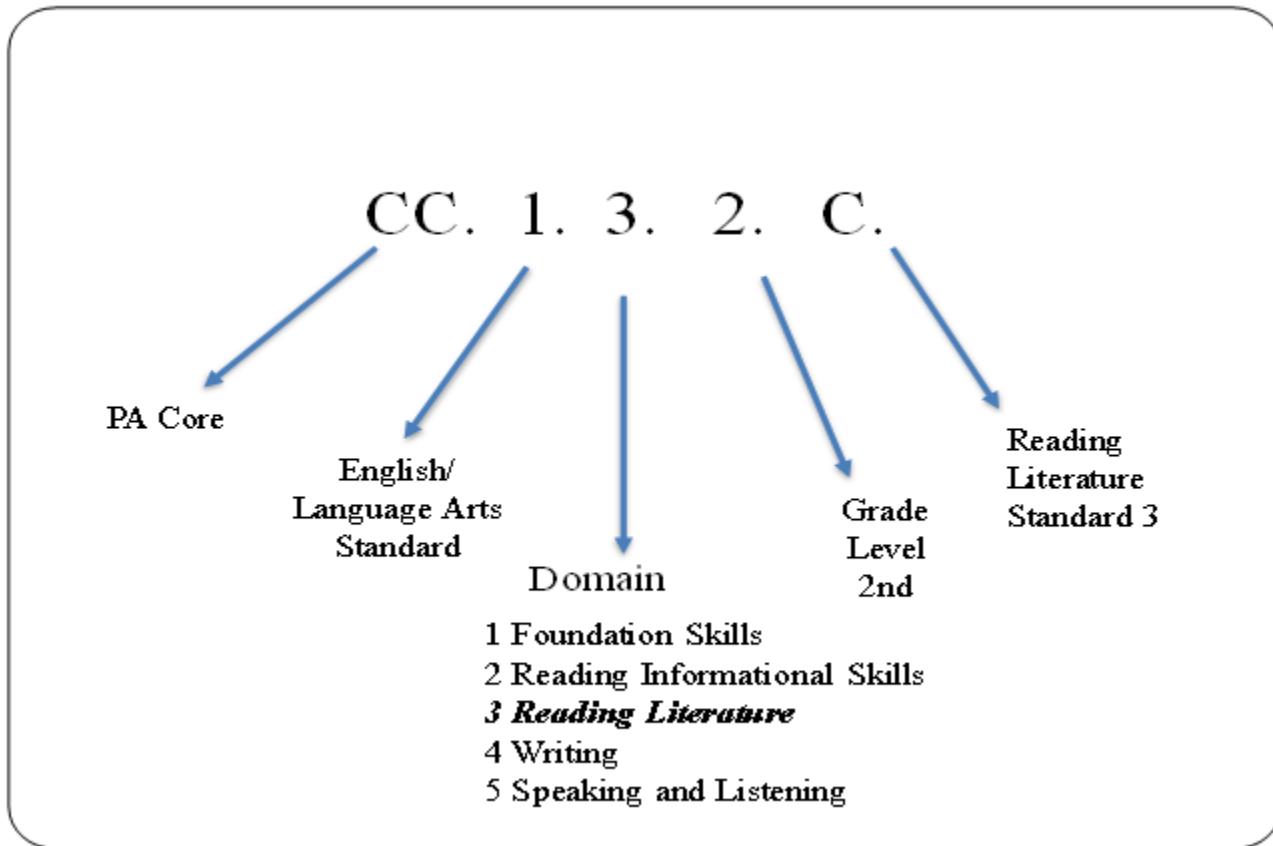 CC. 1. 3. 2. C.
PA Core
English/
Language Arts
Standard
Domain
1 Foundation Skills
2 Reading Informational Skills
3 Reading Literature
4 Writing
5 Speaking and Listening
Grade
Level
2nd
Reading
Literature
Standard 3